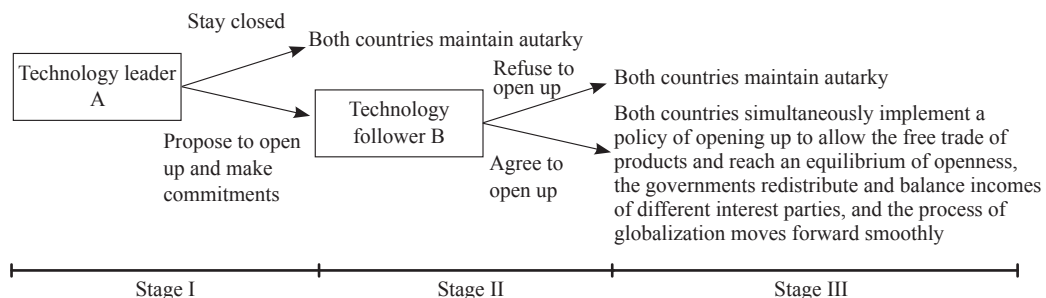 Stay closed
Both countries maintain autarky
Technology leader
A
Propose to open
up and make
commitments
Technology
follower B
Refuse to
open up
Agree to
open up
Both countries maintain autarky
Both countries simultaneously implement a
policy of opening up to allow the free trade of
products and reach an equilibrium of openness,
the governments redistribute and balance incomes
of different interest parties, and the process of
globalization moves forward smoothly
Stage I
Stage II
Stage III